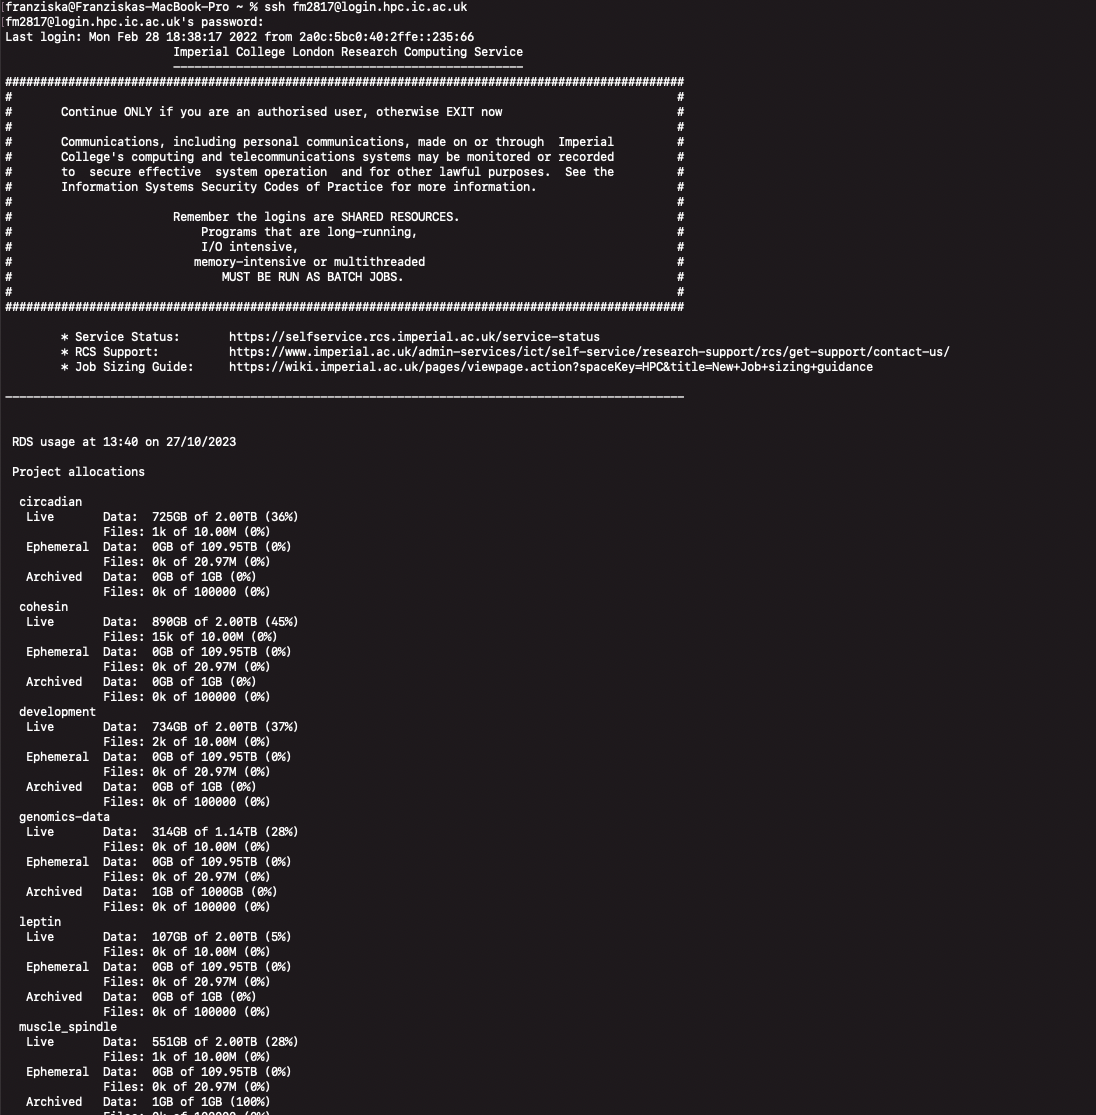 [franziska@Franziskas-MacBook-Pro ~ % ssh fm2817@login.hpc.ic.ac.uk
[fm2817@login.hpc.ic.ac.uk's password:
Last login: Mon Feb 28 18:38:17 2022 from 2a0c:5bc0:40:2ffe::235:66
Imperial College London Research Computing Service
--------------------------------------------------
#################################################################################################
# #
# Continue ONLY if you are an authorised user, otherwise EXIT now #
# #
# Communications, including personal communications, made on or through Imperial #
# College's computing and telecommunications systems may be monitored or recorded #
# to secure effective system operation and for other lawful purposes. See the #
# Information Systems Security Codes of Practice for more information. #
# #
# Remember the logins are SHARED RESOURCES. #
# Programs that are long-running, #
# I/O intensive, #
# memory-intensive or multithreaded #
# MUST BE RUN AS BATCH JOBS. #
# #
#################################################################################################
* Service Status: https://selfservice.rcs.imperial.ac.uk/service-status
* RCS Support: https://www.imperial.ac.uk/admin-services/ict/self-service/research-support/rcs/get-support/contact-us/
* Job Sizing Guide: https://wiki.imperial.ac.uk/pages/viewpage.action?spaceKey=HPC&title=New+Job+sizing+guidance
-------------------------------------------------------------------------------------------------
RDS usage at 13:40 on 27/10/2023
Project allocations
circadian
Live Data: 725GB of 2.00TB (36%)
Files: 1k of 10.00M (0%)
Ephemeral Data: 0GB of 109.95TB (0%)
Files: 0k of 20.97M (0%)
Archived Data: 0GB of 1GB (0%)
Files: 0k of 100000 (0%)
cohesin
Live Data: 890GB of 2.00TB (45%)
Files: 15k of 10.00M (0%)
Ephemeral Data: 0GB of 109.95TB (0%)
Files: 0k of 20.97M (0%)
Archived Data: 0GB of 1GB (0%)
Files: 0k of 100000 (0%)
development
Live Data: 734GB of 2.00TB (37%)
Files: 2k of 10.00M (0%)
Ephemeral Data: 0GB of 109.95TB (0%)
Files: 0k of 20.97M (0%)
Archived Data: 0GB of 1GB (0%)
Files: 0k of 100000 (0%)
genomics-data
Live Data: 314GB of 1.14TB (28%)
Files: 0k of 10.00M (0%)
Ephemeral Data: 0GB of 109.95TB (0%)
Files: 0k of 20.97M (0%)
Archived Data: 1GB of 1000GB (0%)
Files: 0k of 100000 (0%)
leptin
Live Data: 107GB of 2.00TB (5%)
Files: 0k of 10.00M (0%)
Ephemeral Data: 0GB of 109.95TB (0%)
Files: 0k of 20.97M (0%)
Archived Data: 0GB of 1GB (0%)
Files: 0k of 100000 (0%)
muscle_spindle
Live Data: 551GB of 2.00TB (28%)
Files: 1k of 10.00M (0%)
Ephemeral Data: 0GB of 109.95TB (0%)
Files: 0k of 20.97M (0%)
Archived Data: 1GB of 1GB (100%)